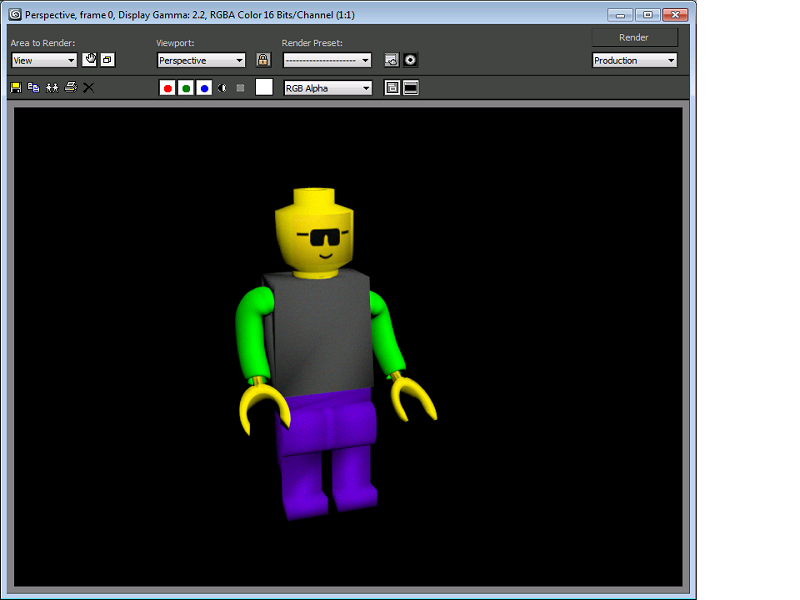 Perspective, frame 0, Display Gamma: 2.2, RGBA Color 16 Bits/Channel (1:1)
Area to Render:
Viewport:
Render Preset:
Render
View
Perspective
--------------------
Production
RGB Alpha